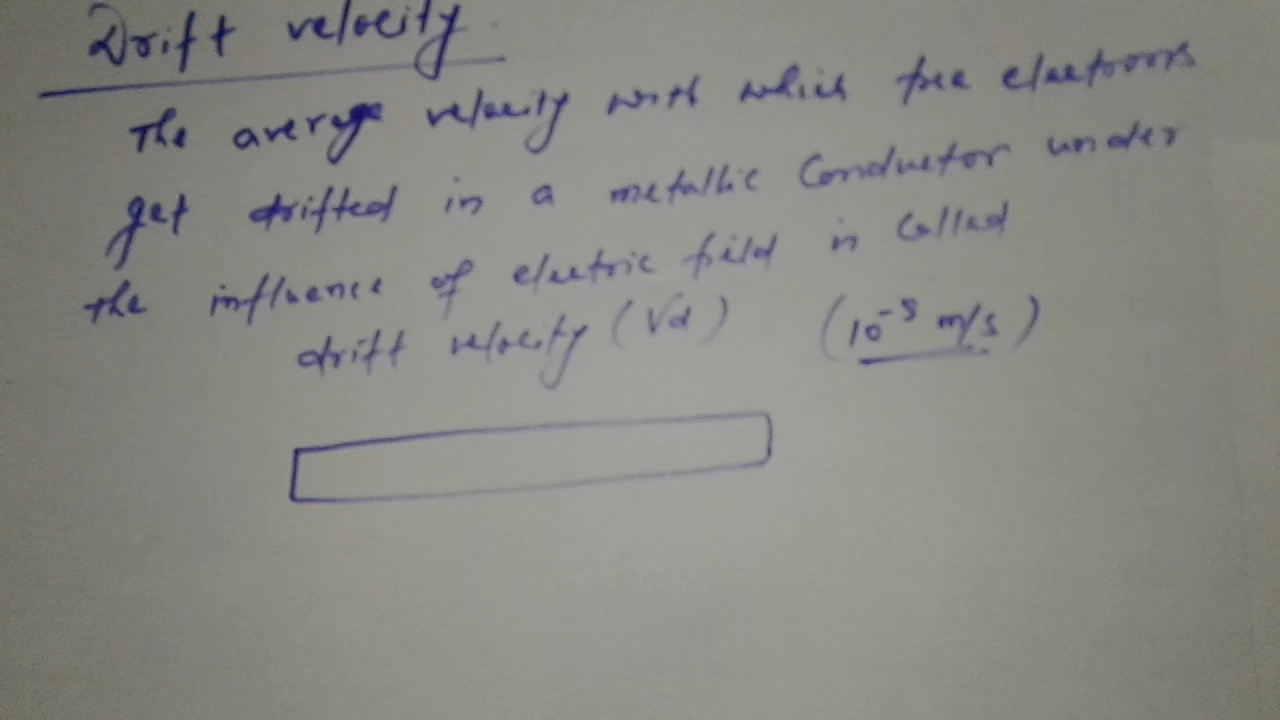 Drift velocity
The average velocity with which free electrons
get drifted in a metallic Conductor under
the influence of electric field is Called
drift velocity (Vd) (10⁻³ m/s)